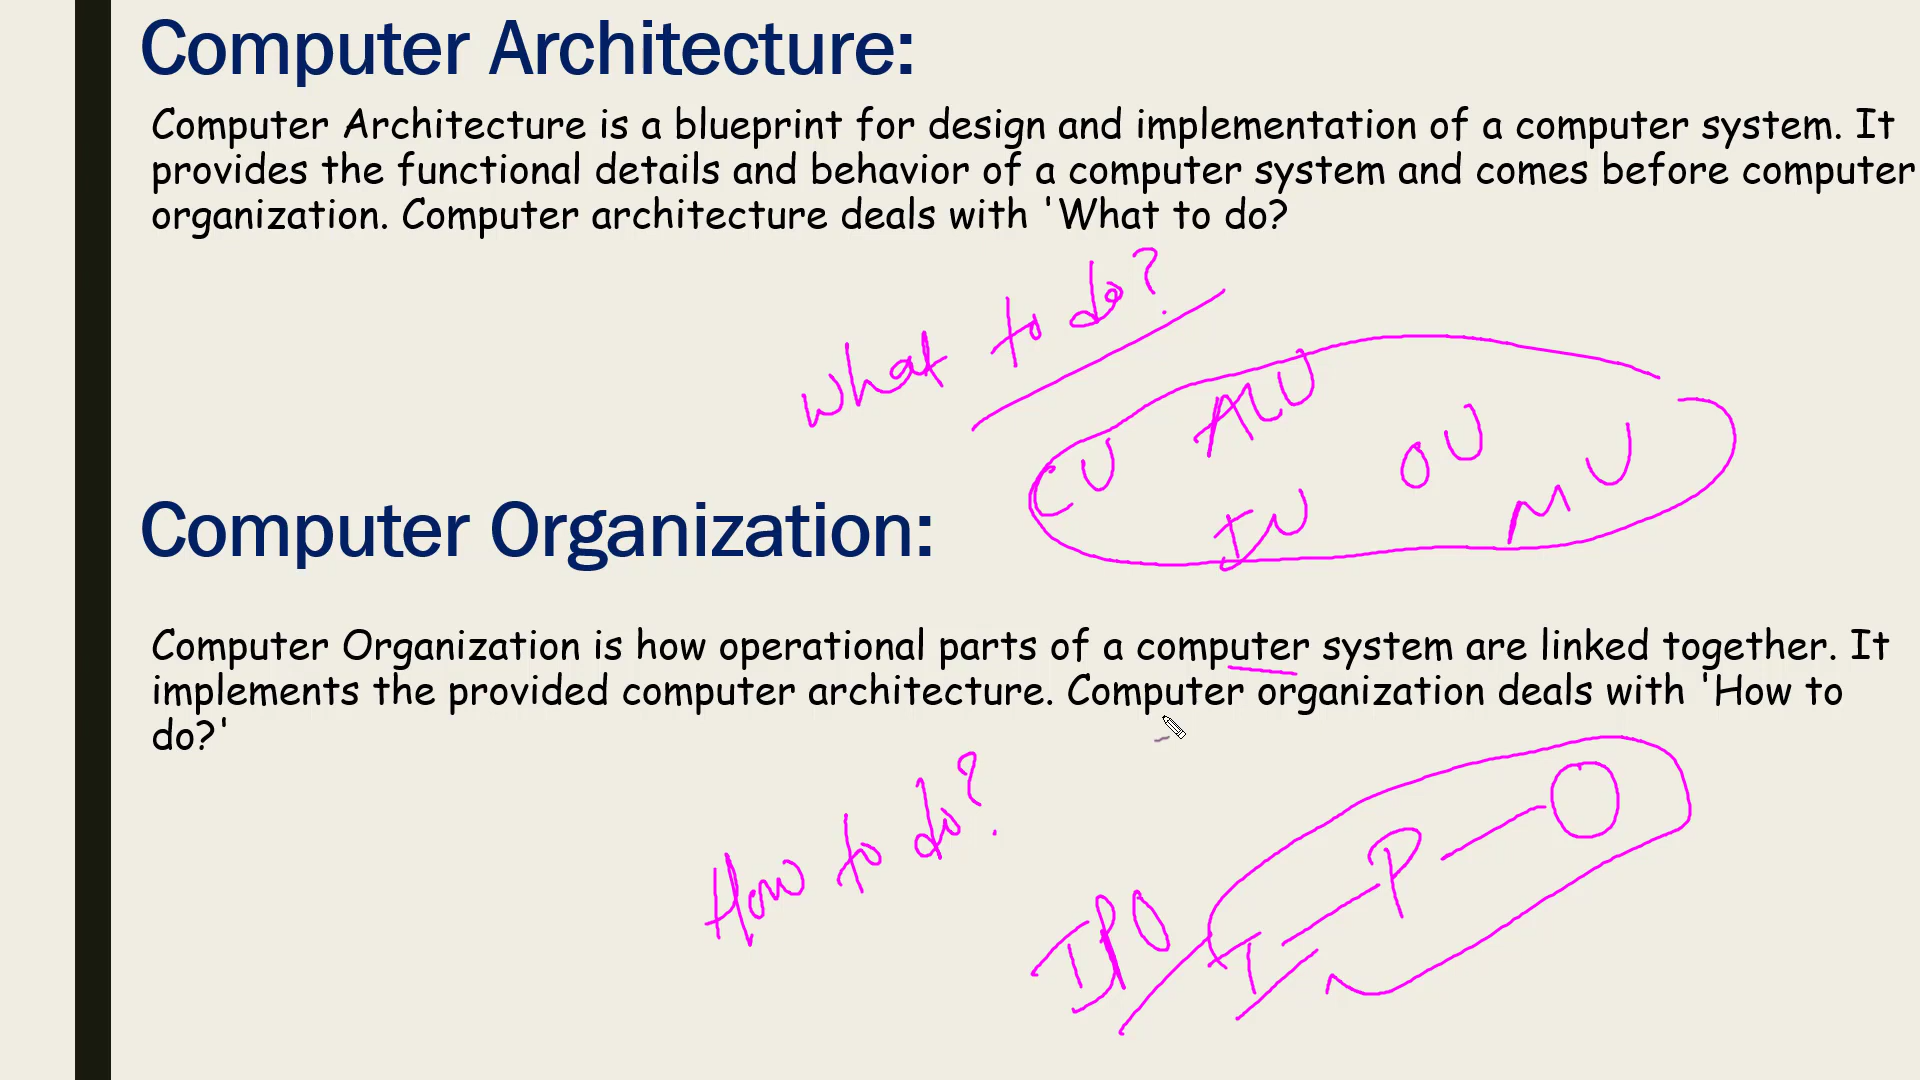 Computer Architecture:
Computer Architecture is a blueprint for design and implementation of a computer system. It
provides the functional details and behavior of a computer system and comes before computer
organization. Computer architecture deals with 'What to do?
What to do?
CU ALU OU
IU MU
Computer Organization:
Computer Organization is how operational parts of a computer system are linked together. It
implements the provided computer architecture. Computer organization deals with 'How to
do?'
How to do?
IPO I P O